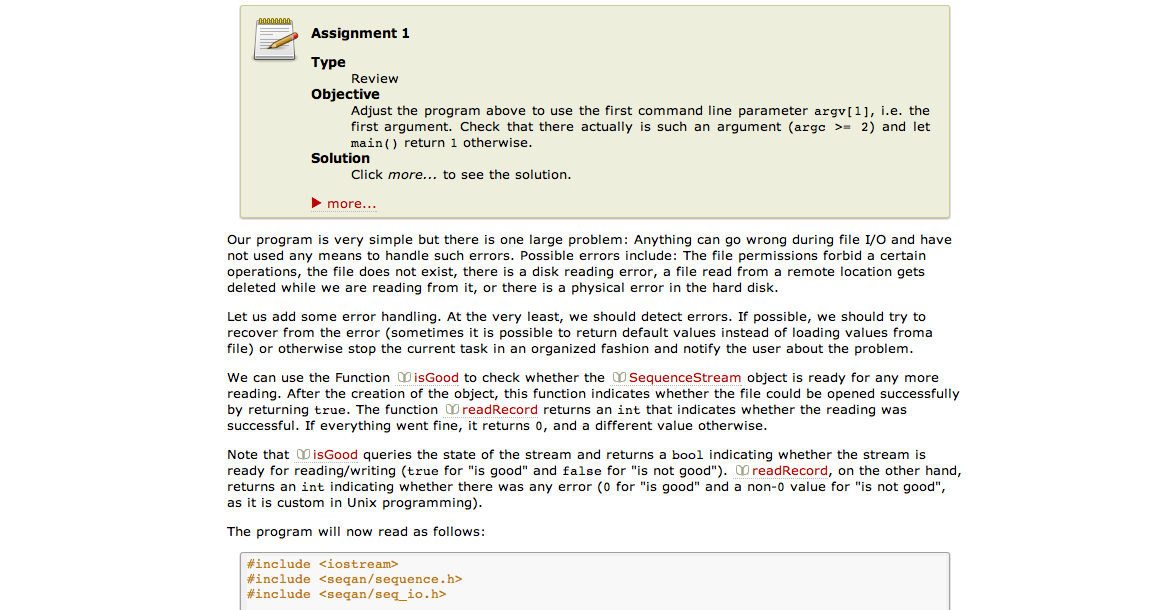 Assignment 1
Type
Review
Objective
Adjust the program above to use the first command line parameter argv[1], i.e. the
first argument. Check that there actually is such an argument (argc >= 2) and let
main() return 1 otherwise.
Solution
Click more... to see the solution.
more...
Our program is very simple but there is one large problem: Anything can go wrong during file I/O and have
not used any means to handle such errors. Possible errors include: The file permissions forbid a certain
operations, the file does not exist, there is a disk reading error, a file read from a remote location gets
deleted while we are reading from it, or there is a physical error in the hard disk.
Let us add some error handling. At the very least, we should detect errors. If possible, we should try to
recover from the error (sometimes it is possible to return default values instead of loading values froma
file) or otherwise stop the current task in an organized fashion and notify the user about the problem.
We can use the Function isGood to check whether the SequenceStream object is ready for any more
reading. After the creation of the object, this function indicates whether the file could be opened successfully
by returning true. The function readRecord returns an int that indicates whether the reading was
successful. If everything went fine, it returns 0, and a different value otherwise.
Note that isGood queries the state of the stream and returns a bool indicating whether the stream is
ready for reading/writing (true for "is good" and false for "is not good"). readRecord, on the other hand,
returns an int indicating whether there was any error (0 for "is good" and a non-0 value for "is not good",
as it is custom in Unix programming).
The program will now read as follows:
#include <iostream>
#include <seqan/sequence.h>
#include <seqan/seq_io.h>